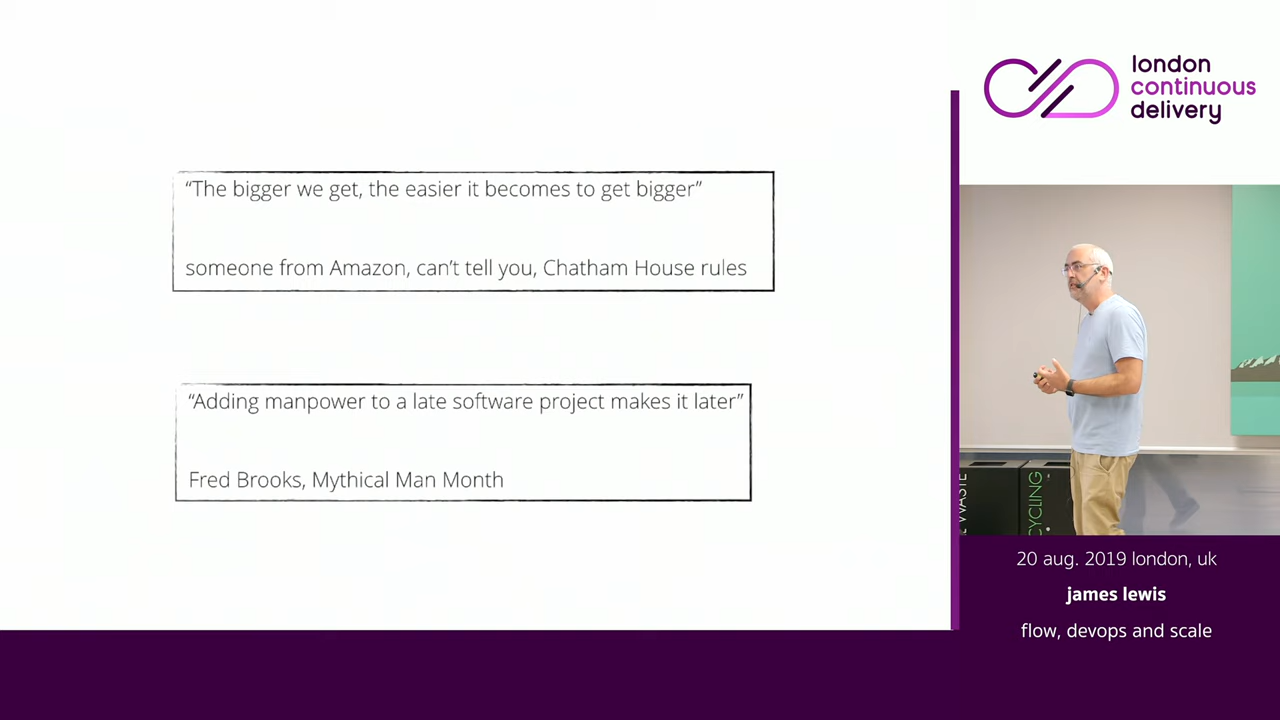 “The bigger we get, the easier it becomes to get bigger”
someone from Amazon, can’t tell you, Chatham House rules
“Adding manpower to a late software project makes it later”
Fred Brooks, Mythical Man Month
london
continuous
delivery
WASTE
CYCLING
20 aug. 2019 london, uk
james lewis
flow, devops and scale